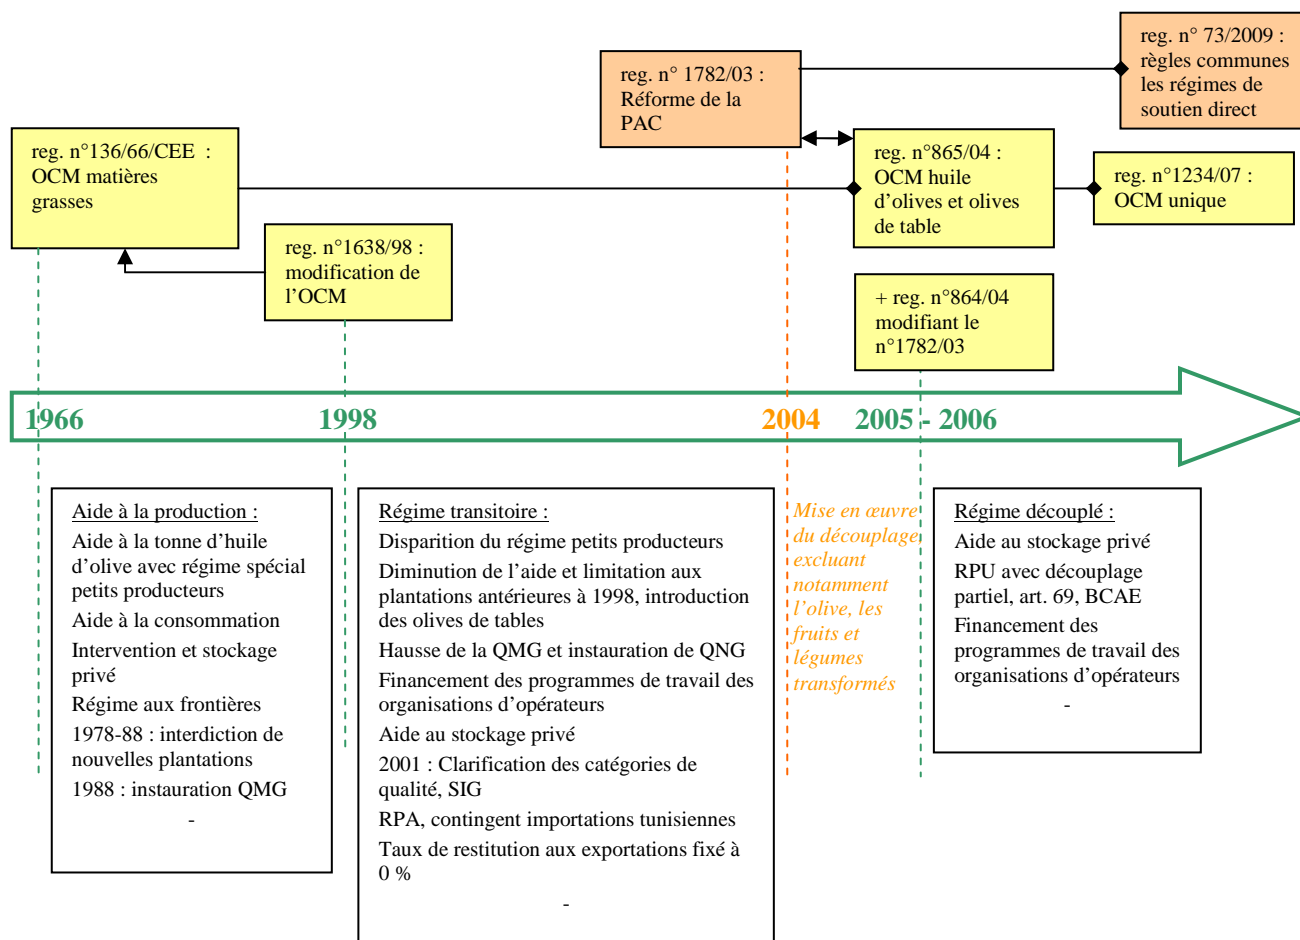 reg. n° 73/2009 :
règles communes
les régimes de
soutien direct
reg. n° 1782/03 :
Réforme de la
PAC
reg. n°136/66/CEE :
OCM matières
grasses
reg. n°865/04 :
OCM huile
d’olives et olives
de table
reg. n°1234/07 :
OCM unique
reg. n°1638/98 :
modification de
l’OCM
+ reg. n°864/04
modifiant le
n°1782/03
1966
1998
2004
2005 - 2006
Aide à la production :
Aide à la tonne d’huile
d’olive avec régime spécial
petits producteurs
Aide à la consommation
Intervention et stockage
privé
Régime aux frontières
1978-88 : interdiction de
nouvelles plantations
1988 : instauration QMG
-
Régime transitoire :
Disparition du régime petits producteurs
Diminution de l’aide et limitation aux
plantations antérieures à 1998, introduction
des olives de tables
Hausse de la QMG et instauration de QNG
Financement des programmes de travail des
organisations d’opérateurs
Aide au stockage privé
2001 : Clarification des catégories de
qualité, SIG
RPA, contingent importations tunisiennes
Taux de restitution aux exportations fixé à
0 %
-
Mise en œuvre
du découplage,
excluant
notamment
l’olive, les
fruits et
légumes
transformés
Régime découplé :
Aide au stockage privé
RPU avec découplage
partiel, art. 69, BCAE
Financement des
programmes de travail des
organisations d’opérateurs
-